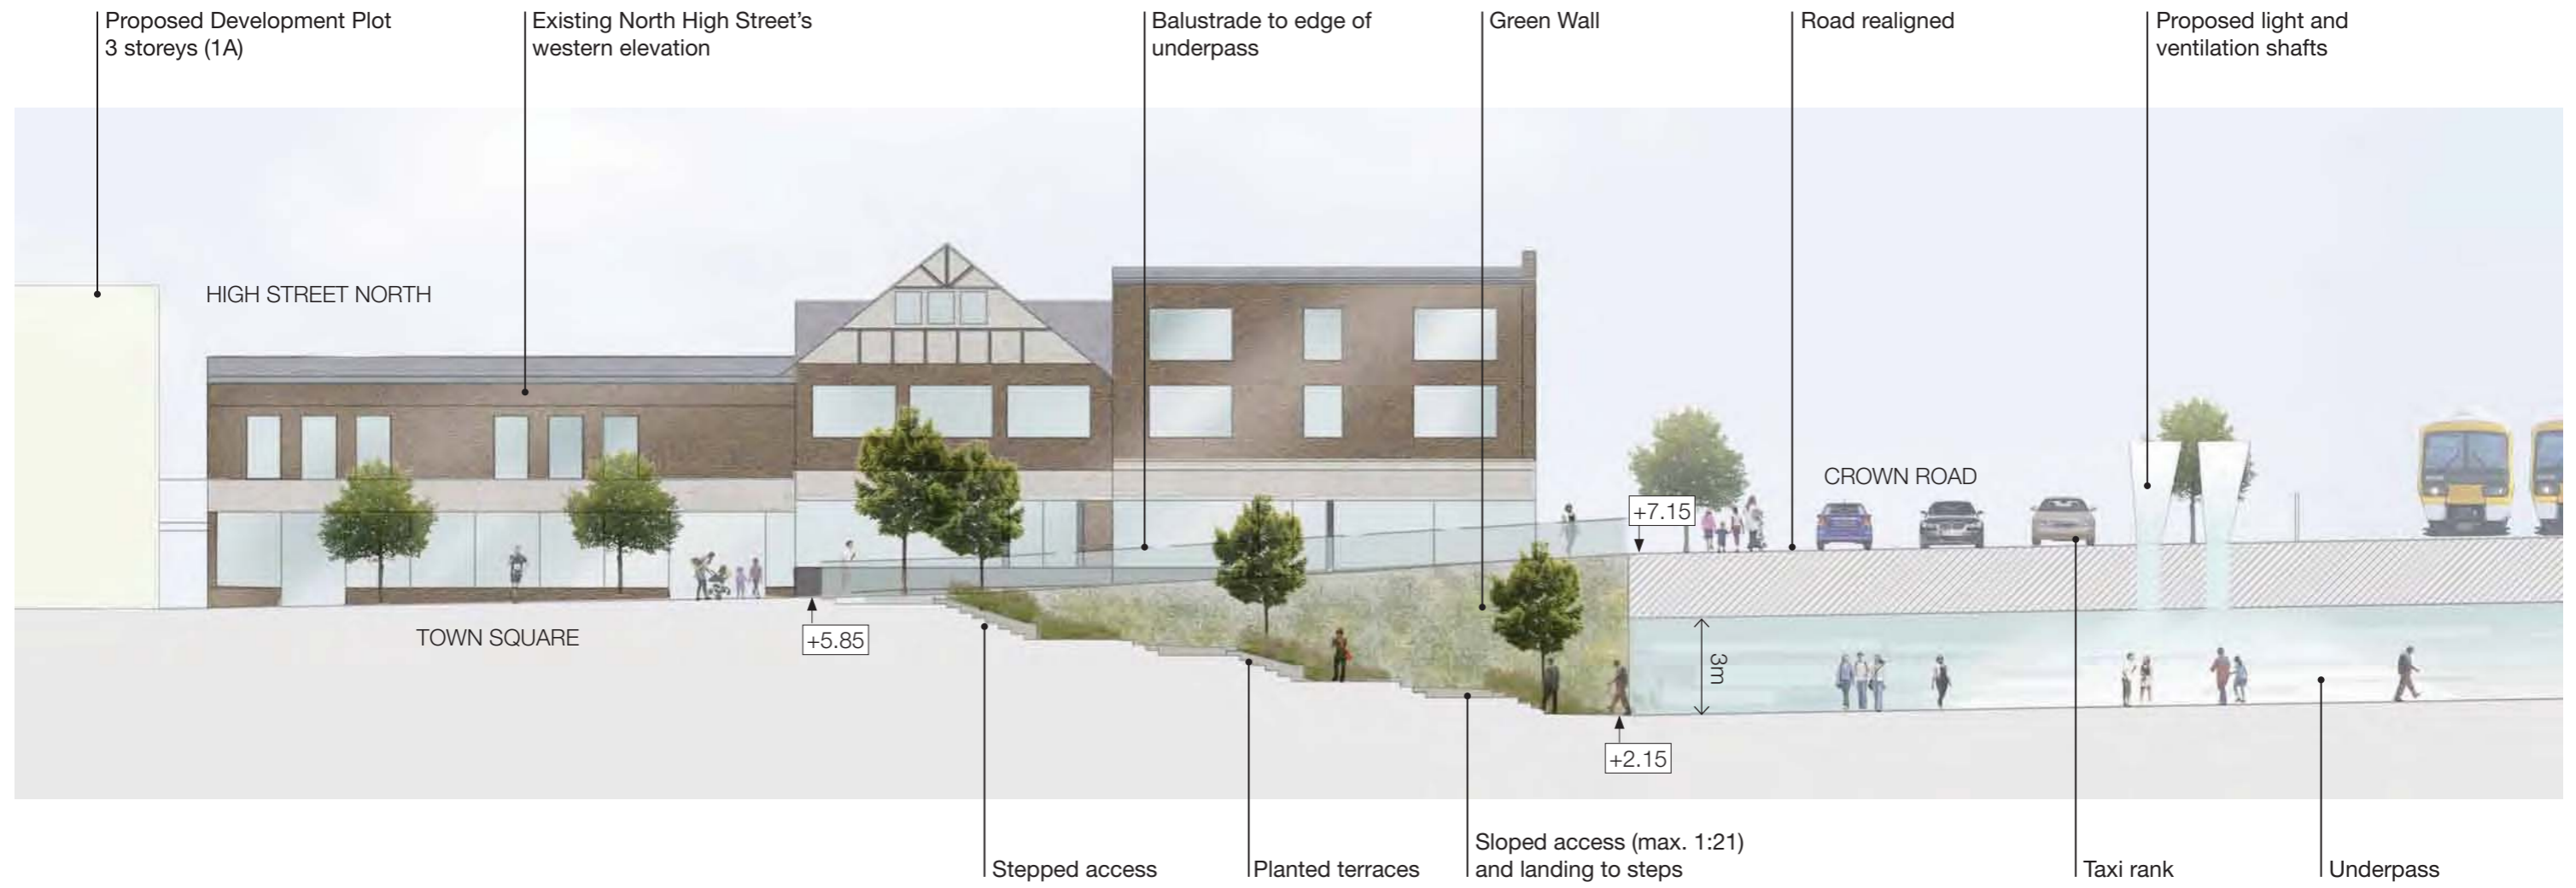 Proposed Development Plot
3 storeys (1A)
Existing North High Street’s
western elevation
Balustrade to edge of
underpass
Green Wall
Road realigned
Proposed light and
ventilation shafts
HIGH STREET NORTH
CROWN ROAD
+7.15
TOWN SQUARE
+5.85
3m
+2.15
Stepped access
Planted terraces
Sloped access (max. 1:21)
and landing to steps
Taxi rank
Underpass